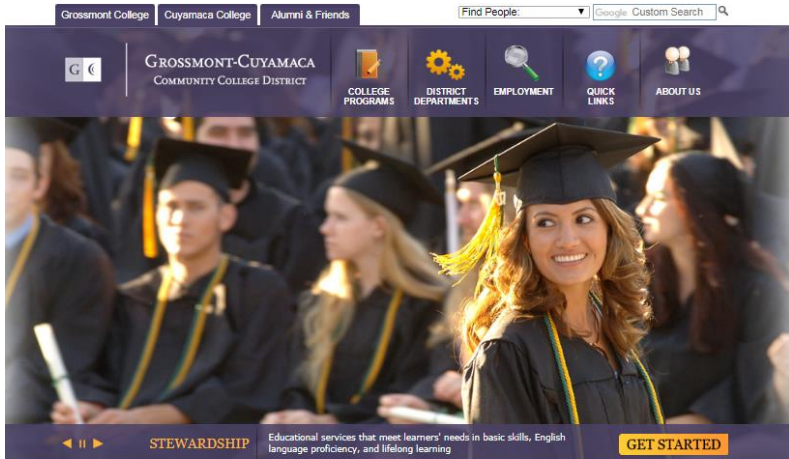 Grossmont College Cuyamaca College Alumni & Friends Find People: Google Custom Search
G C
GROSSMONT-CUYAMACA
COMMUNITY COLLEGE DISTRICT
COLLEGE
PROGRAMS
DISTRICT
DEPARTMENTS
EMPLOYMENT
QUICK
LINKS
ABOUT US
STEWARDSHIP
Educational services that meet learners' needs in basic skills, English
language proficiency, and lifelong learning
GET STARTED